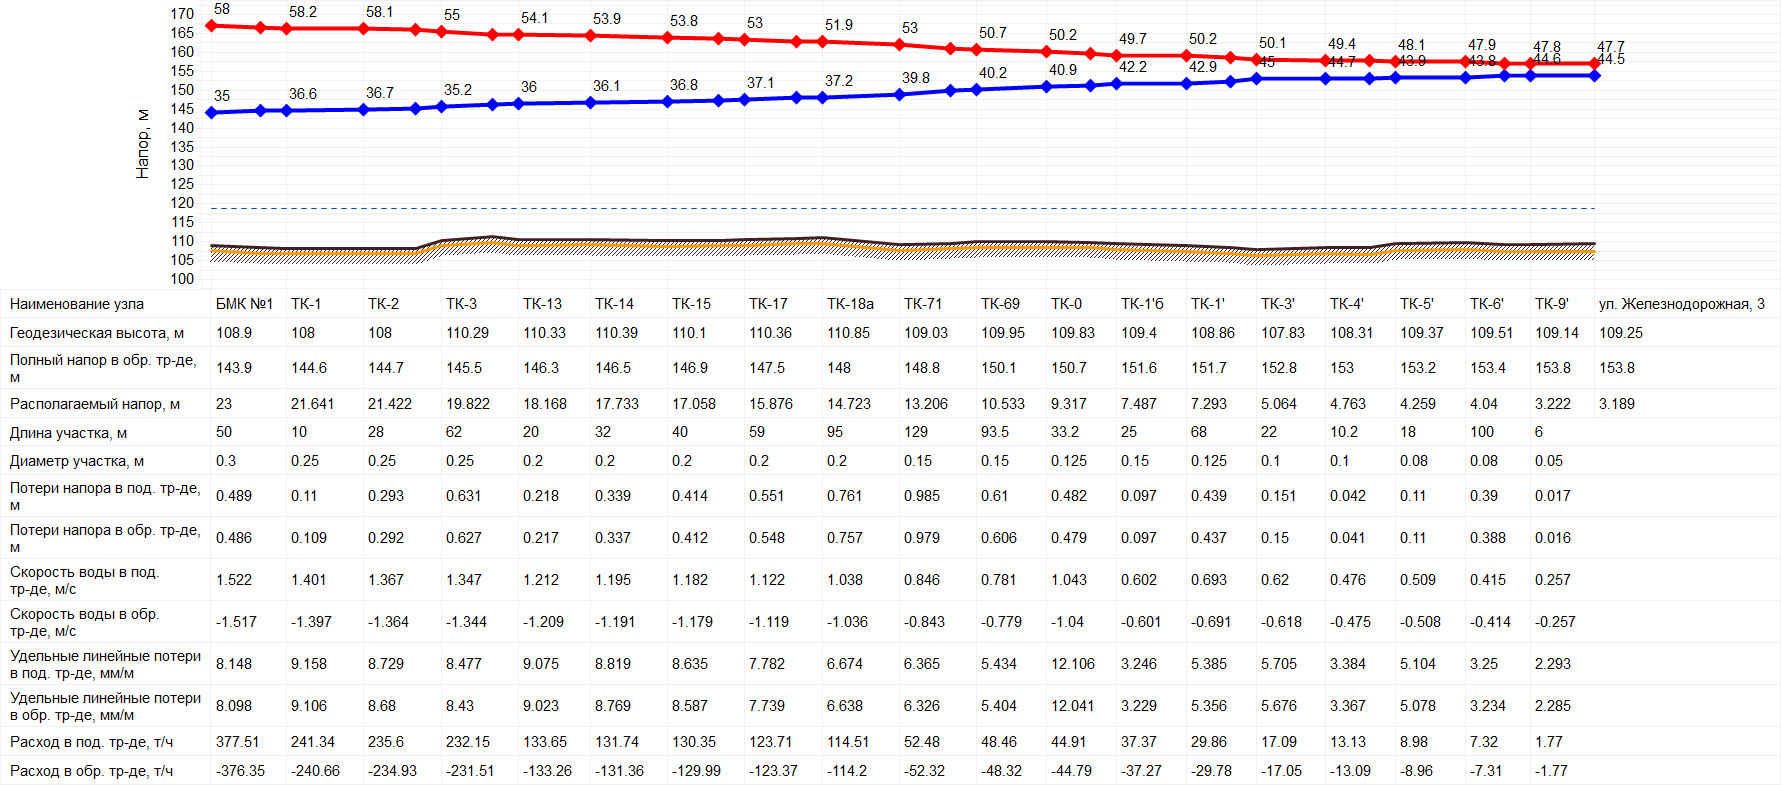 Напор, м
170
165
160
155
150
145
140
135
130
125
120
115
110
105
100
58 58.2 58.1 55 54.1 53.9 53.8 53 51.9 53 50.7 50.2 49.7 50.2 50.1 49.4 48.1 47.9 47.8 47.7
35 36.6 36.7 35.2 36 36.1 36.8 37.1 37.2 39.8 40.2 40.9 42.2 42.9 45 44.7 43.9 43.8 44.6 44.5
Наименование узла БМК №1 ТК-1 ТК-2 ТК-3 ТК-13 ТК-14 ТК-15 ТК-17 ТК-18а ТК-71 ТК-69 ТК-0 ТК-1'б ТК-1' ТК-3' ТК-4' ТК-5' ТК-6' ТК-9' ул. Железнодорожная, 3
Геодезическая высота, м 108.9 108 108 110.29 110.33 110.39 110.1 110.36 110.85 109.03 109.95 109.83 109.4 108.86 107.83 108.31 109.37 109.51 109.14 109.25
Полный напор в обр. тр-де,
м
143.9 144.6 144.7 145.5 146.3 146.5 146.9 147.5 148 148.8 150.1 150.7 151.6 151.7 152.8 153 153.2 153.4 153.8 153.8
Располагаемый напор, м 23 21.641 21.422 19.822 18.168 17.733 17.058 15.876 14.723 13.206 10.533 9.317 7.487 7.293 5.064 4.763 4.259 4.04 3.222 3.189
Длина участка, м 50 10 28 62 20 32 40 59 95 129 93.5 33.2 25 68 22 10.2 18 100 6
Диаметр участка, м 0.3 0.25 0.25 0.25 0.2 0.2 0.2 0.2 0.2 0.15 0.15 0.125 0.15 0.125 0.1 0.1 0.08 0.08 0.05
Потери напора в под. тр-де,
м
0.489 0.11 0.293 0.631 0.218 0.339 0.414 0.551 0.761 0.985 0.61 0.482 0.097 0.439 0.151 0.042 0.11 0.39 0.017
Потери напора в обр. тр-де,
м
0.486 0.109 0.292 0.627 0.217 0.337 0.412 0.548 0.757 0.979 0.606 0.479 0.097 0.437 0.15 0.041 0.11 0.388 0.016
Скорость воды в под.
тр-де, м/с
1.522 1.401 1.367 1.347 1.212 1.195 1.182 1.122 1.038 0.846 0.781 1.043 0.602 0.693 0.62 0.476 0.509 0.415 0.257
Скорость воды в обр.
тр-де, м/с
-1.517 -1.397 -1.364 -1.344 -1.209 -1.191 -1.179 -1.119 -1.036 -0.843 -0.779 -1.04 -0.601 -0.691 -0.618 -0.475 -0.508 -0.414 -0.257
Удельные линейные потери
в под. тр-де, мм/м
8.148 9.158 8.729 8.477 9.075 8.819 8.635 7.782 6.674 6.365 5.434 12.106 3.246 5.385 5.705 3.384 5.104 3.25 2.293
Удельные линейные потери
в обр. тр-де, мм/м
8.098 9.106 8.68 8.43 9.023 8.769 8.587 7.739 6.638 6.326 5.404 12.041 3.229 5.356 5.676 3.367 5.078 3.234 2.285
Расход в под. тр-де, т/ч 377.51 241.34 235.6 232.15 133.65 131.74 130.35 123.71 114.51 52.48 48.46 44.91 37.37 29.86 17.09 13.13 8.98 7.32 1.77
Расход в обр. тр-де, т/ч -376.35 -240.66 -234.93 -231.51 -133.26 -131.36 -129.99 -123.37 -114.2 -52.32 -48.32 -44.79 -37.27 -29.78 -17.05 -13.09 -8.96 -7.31 -1.77